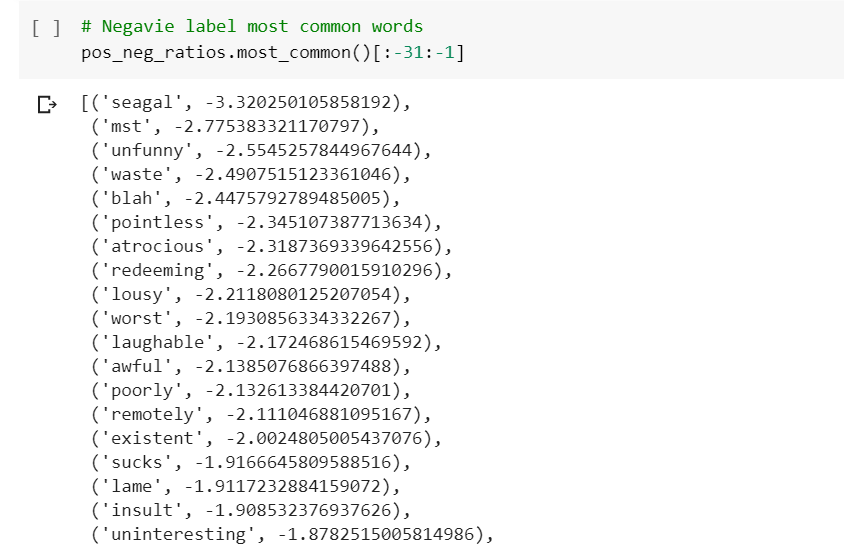 [ ] # Negavie label most common words
pos_neg_ratios.most_common()[:-31:-1]
[('seagal', -3.320250105858192),
('mst', -2.775383321170797),
('unfunny', -2.5545257844967644),
('waste', -2.4907515123361046),
('blah', -2.4475792789485005),
('pointless', -2.345107387713634),
('atrocious', -2.3187369339642556),
('redeeming', -2.2667790015910296),
('lousy', -2.2118080125207054),
('worst', -2.1930856334332267),
('laughable', -2.172468615469592),
('awful', -2.1385076866397488),
('poorly', -2.132613384420701),
('remotely', -2.111046881095167),
('existent', -2.0024805005437076),
('sucks', -1.9166645809588516),
('lame', -1.9117232884159072),
('insult', -1.908532376937626),
('uninteresting', -1.8782515005814986),